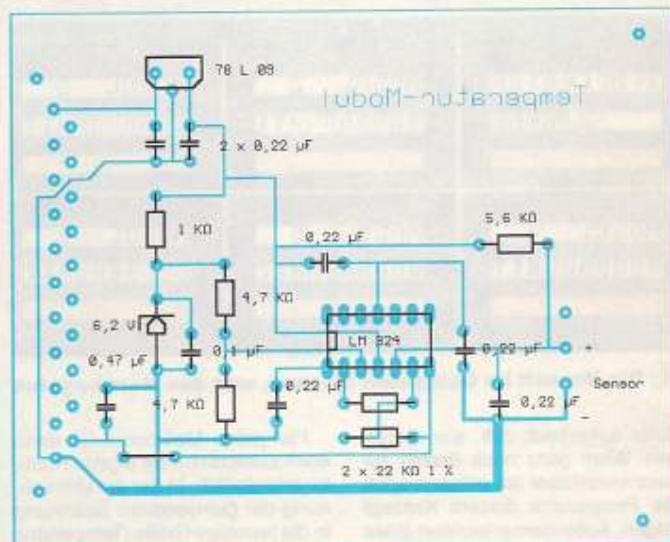 78 L 09
Temperatur-Modul
2 x 0,22 µF
1 KΩ
0,22 µF
5,6 KΩ
4,7 KΩ
6,2 V
LM 324
0,1 µF
0,22 µF
+
0,47 µF
0,22 µF
Sensor
4,7 KΩ
0,22 µF
-
2 x 22 KΩ 1 %